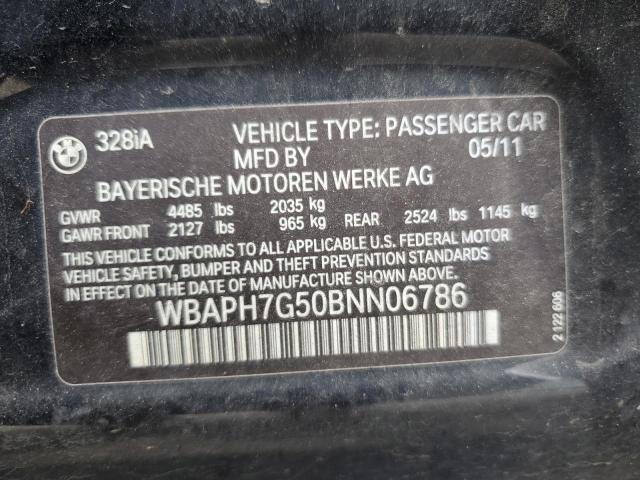 BMW
328iA VEHICLE TYPE: PASSENGER CAR
MFD BY 05/11
BAYERISCHE MOTOREN WERKE AG
GVWR 4485 lbs 2035 kg
GAWR FRONT 2127 lbs 965 kg REAR 2524 lbs 1145 kg
THIS VEHICLE CONFORMS TO ALL APPLICABLE U.S. FEDERAL MOTOR
VEHICLE SAFETY, BUMPER AND THEFT PREVENTION STANDARDS
IN EFFECT ON THE DATE OF MANUFACTURE SHOWN ABOVE.
WBAPH7G50BNN06786
2 122 606